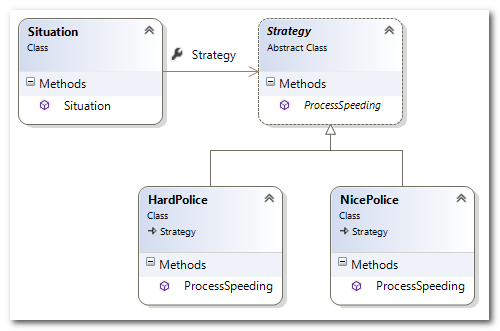 Situation
Class
Methods
Situation
Strategy
Strategy
Abstract Class
Methods
ProcessSpeeding
HardPolice
Class
Strategy
Methods
ProcessSpeeding
NicePolice
Class
Strategy
Methods
ProcessSpeeding